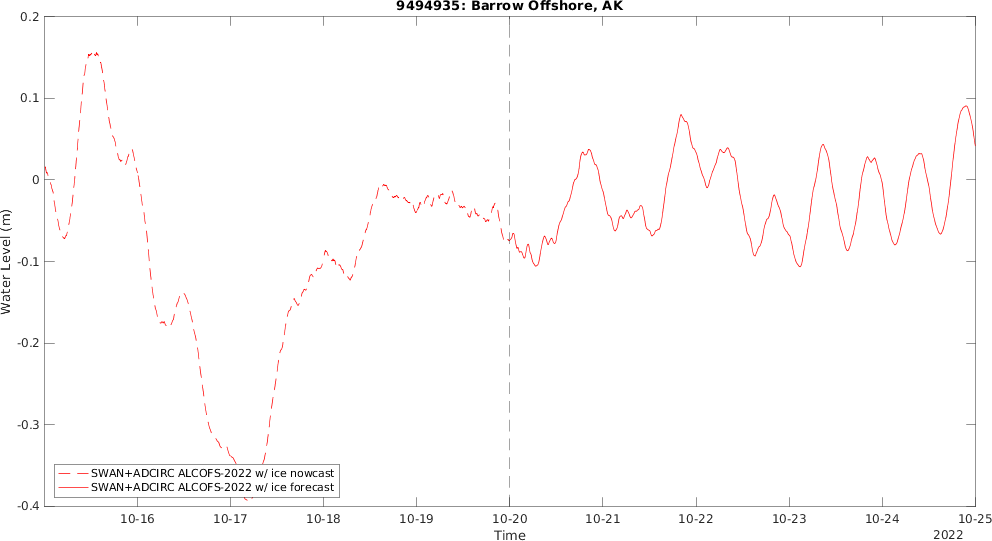 9494935: Barrow Offshore, AK
Water Level (m)
0.2
0.1
0
-0.1
-0.2
-0.3
-0.4
SWAN+ADCIRC ALCOFS-2022 w/ ice nowcast
SWAN+ADCIRC ALCOFS-2022 w/ ice forecast
10-16 10-17 10-18 10-19 10-20 10-21 10-22 10-23 10-24 10-25
Time
2022